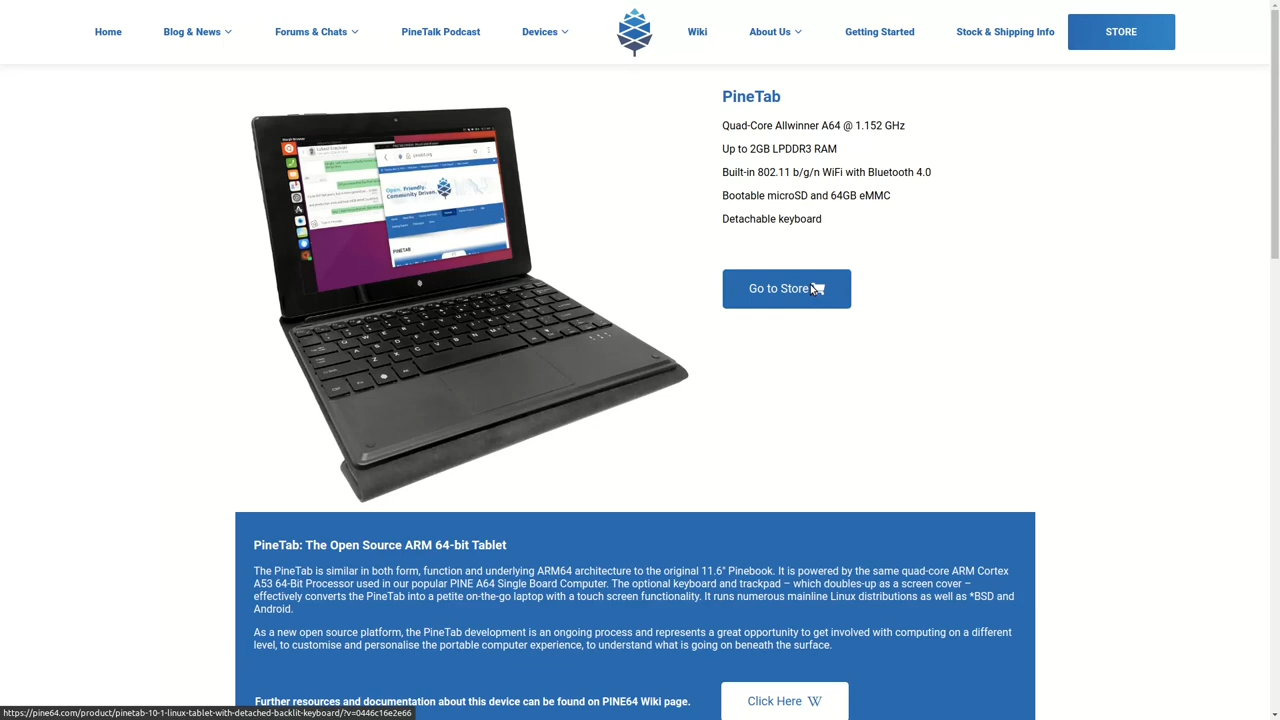 Home
Blog & News
Forums & Chats
PineTalk Podcast
Devices
Wiki
About Us
Getting Started
Stock & Shipping Info
STORE
PineTab
Quad-Core Allwinner A64 @ 1.152 GHz
Up to 2GB LPDDR3 RAM
Built-in 802.11 b/g/n WiFi with Bluetooth 4.0
Bootable microSD and 64GB eMMC
Detachable keyboard
Go to Store
Open. Friendly.
Community Driven.
PINETAB
PineTab: The Open Source ARM 64-bit Tablet
The PineTab is similar in both form, function and underlying ARM64 architecture to the original 11.6" Pinebook. It is powered by the same quad-core ARM Cortex
A53 64-Bit Processor used in our popular PINE A64 Single Board Computer. The optional keyboard and trackpad – which doubles-up as a screen cover –
effectively converts the PineTab into a petite on-the-go laptop with a touch screen functionality. It runs numerous mainline Linux distributions as well as *BSD and
Android.
As a new open source platform, the PineTab development is an ongoing process and represents a great opportunity to get involved with computing on a different
level, to customise and personalise the portable computer experience, to understand what is going on beneath the surface.
Further resources and documentation about this device can be found on PINE64 Wiki page.
Click Here
https://pine64.com/product/pinetab-10-1-linux-tablet-with-detached-backlit-keyboard/?v=0446c16e2e66